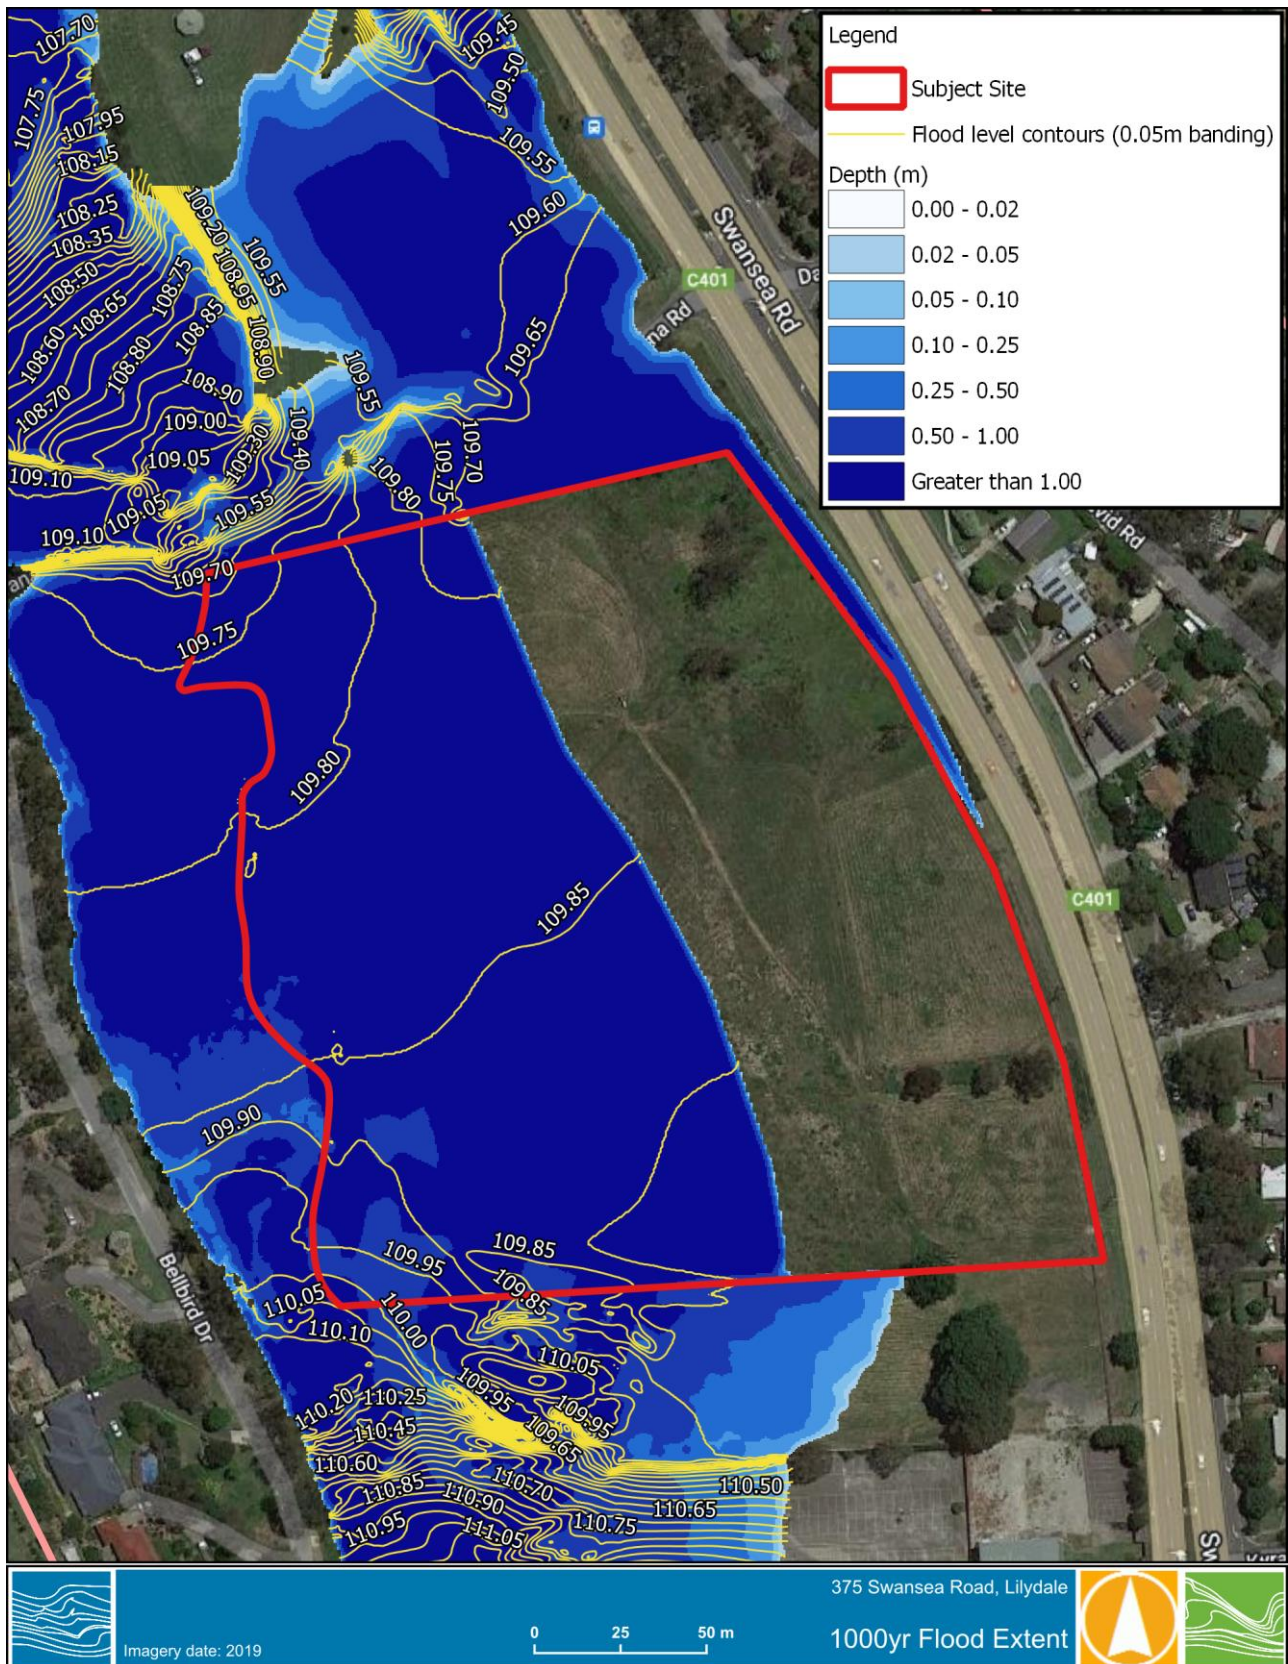 Legend
Subject Site
Flood level contours (0.05m banding)
Depth (m)
0.00 - 0.02
0.02 - 0.05
0.05 - 0.10
0.10 - 0.25
0.25 - 0.50
0.50 - 1.00
Greater than 1.00
107.70
109.45
109.50
107.75
107.95
108.15
109.55
108.25
109.20
109.60
108.35
109.55
Swansea Rd
108.50
108.75
108.95
C401
Da
108.65
108.85
na Rd
108.60
108.80
108.90
109.65
108.70
108.90
109.55
109.00
109.30
109.40
109.70
109.05
109.75
109.10
109.80
109.05
109.55
vid Rd
109.10
109.70
109.75
109.80
109.85
C401
109.90
109.85
109.95
109.85
Bellbird Dr
110.05
110.00
110.10
110.05
110.20
110.25
109.95
109.95
110.45
109.65
110.60
110.70
110.50
110.85
110.65
110.90
110.75
110.95
111.05
Sw
375 Swansea Road, Lilydale
0 25 50 m
1000yr Flood Extent
Imagery date: 2019